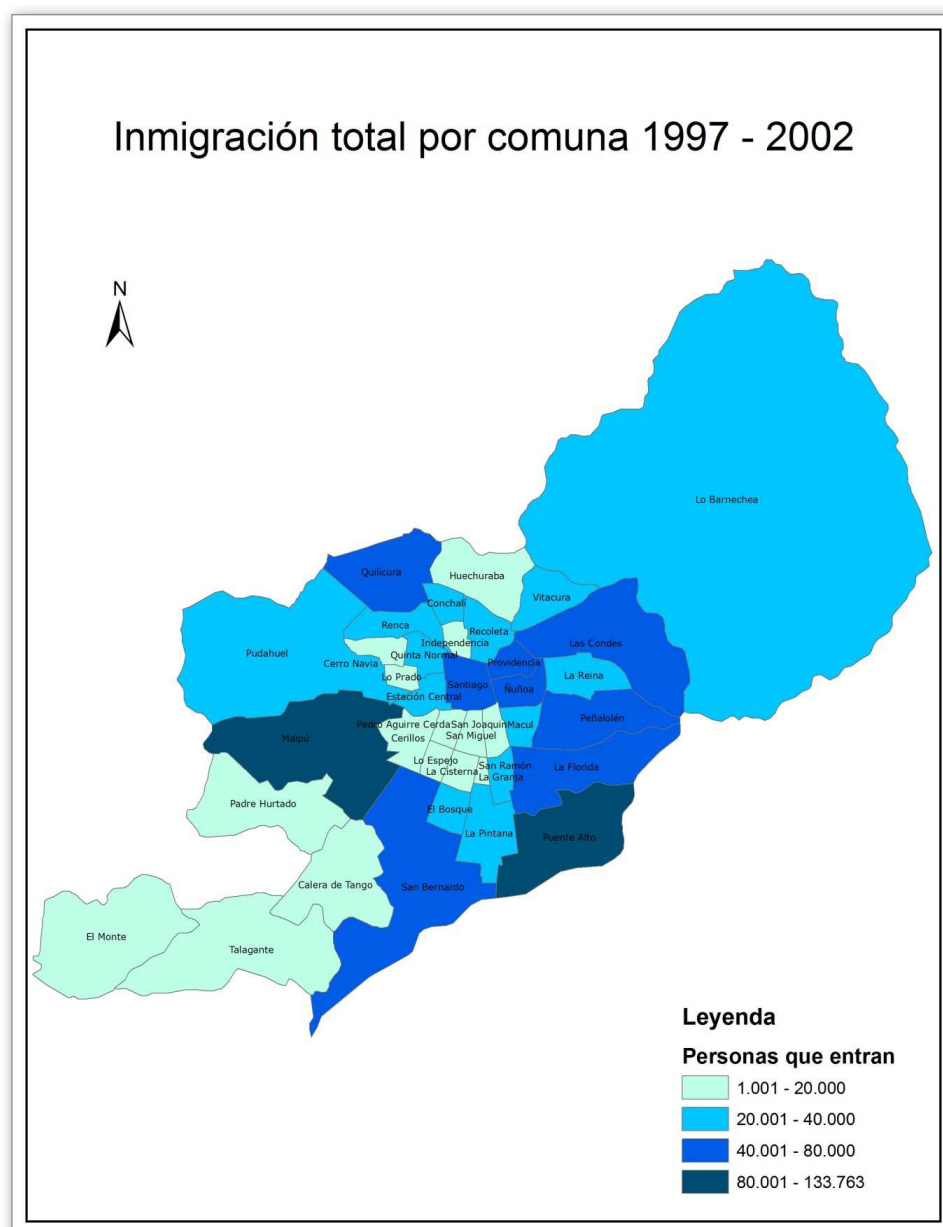 Inmigración total por comuna 1997 - 2002
N
Lo Barnechea
Quilicura
Huechuraba
Vitacura
Conchalí
Renca
Recoleta
Independencia
Las Condes
Pudahuel
Quinta Normal
Cerro Navia
Providencia
La Reina
Lo Prado
Santiago
Ñuñoa
Estación Central
Peñalolén
Pedro Aguirre Cerda
San Joaquin
Macul
Maipú
Cerillos
San Miguel
Lo Espejo
San Ramón
La Florida
La Cisterna
La Granja
Padre Hurtado
El Bosque
La Pintana
Puente Alto
Calera de Tango
San Bernardo
El Monte
Talagante
Leyenda
Personas que entran
1.001 - 20.000
20.001 - 40.000
40.001 - 80.000
80.001 - 133.763